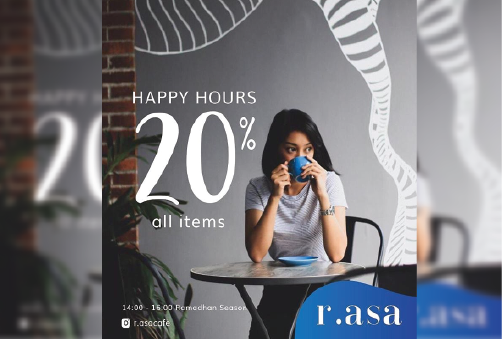 HAPPY HOURS
20%
all items
14:00 - 16:00 Ramadhan Season
r.asacafe
r.asa